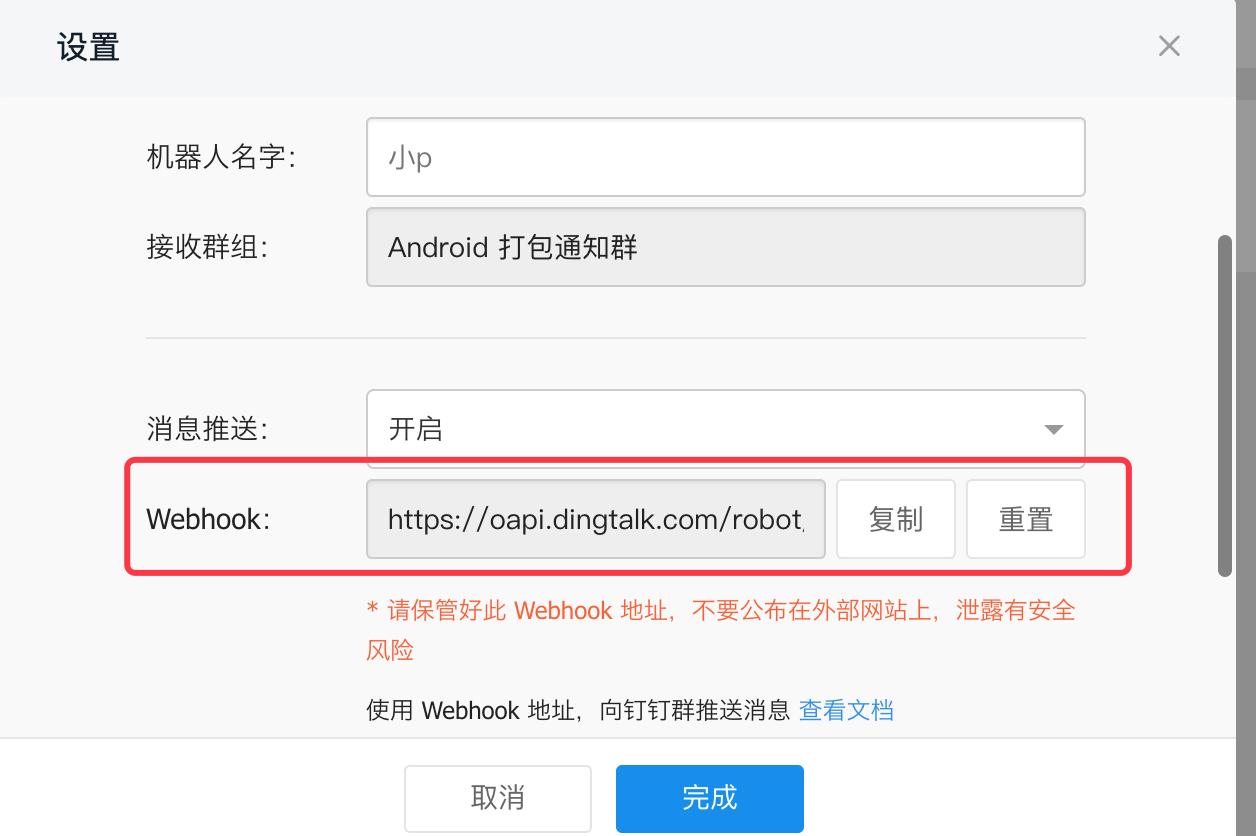 设置
机器人名字：
小p
接收群组：
Android 打包通知群
消息推送：
开启
Webhook：
https://oapi.dingtalk.com/robot
复制
重置
* 请保管好此 Webhook 地址，不要公布在外部网站上，泄露有安全
风险
使用 Webhook 地址，向钉钉群推送消息 查看文档
取消
完成